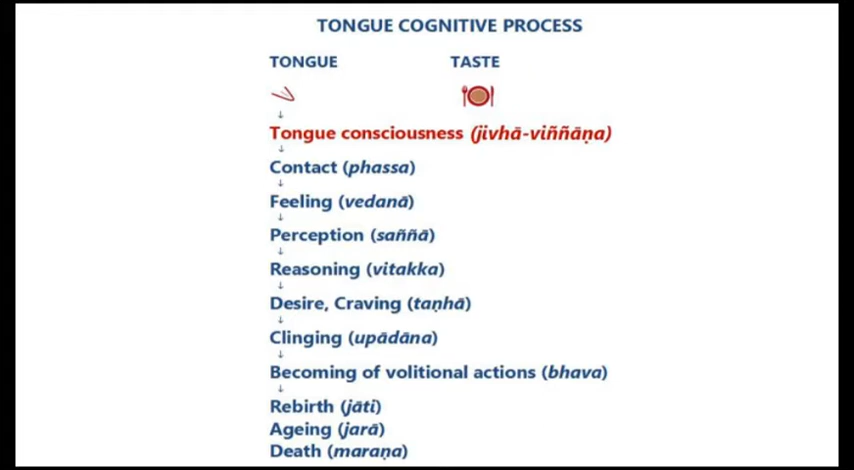 TONGUE COGNITIVE PROCESS
TONGUE TASTE
Tongue consciousness (jivhā-viññāṇa)
Contact (phassa)
Feeling (vedanā)
Perception (saññā)
Reasoning (vitakka)
Desire, Craving (taṇhā)
Clinging (upādāna)
Becoming of volitional actions (bhava)
Rebirth (jāti)
Ageing (jarā)
Death (maraṇa)